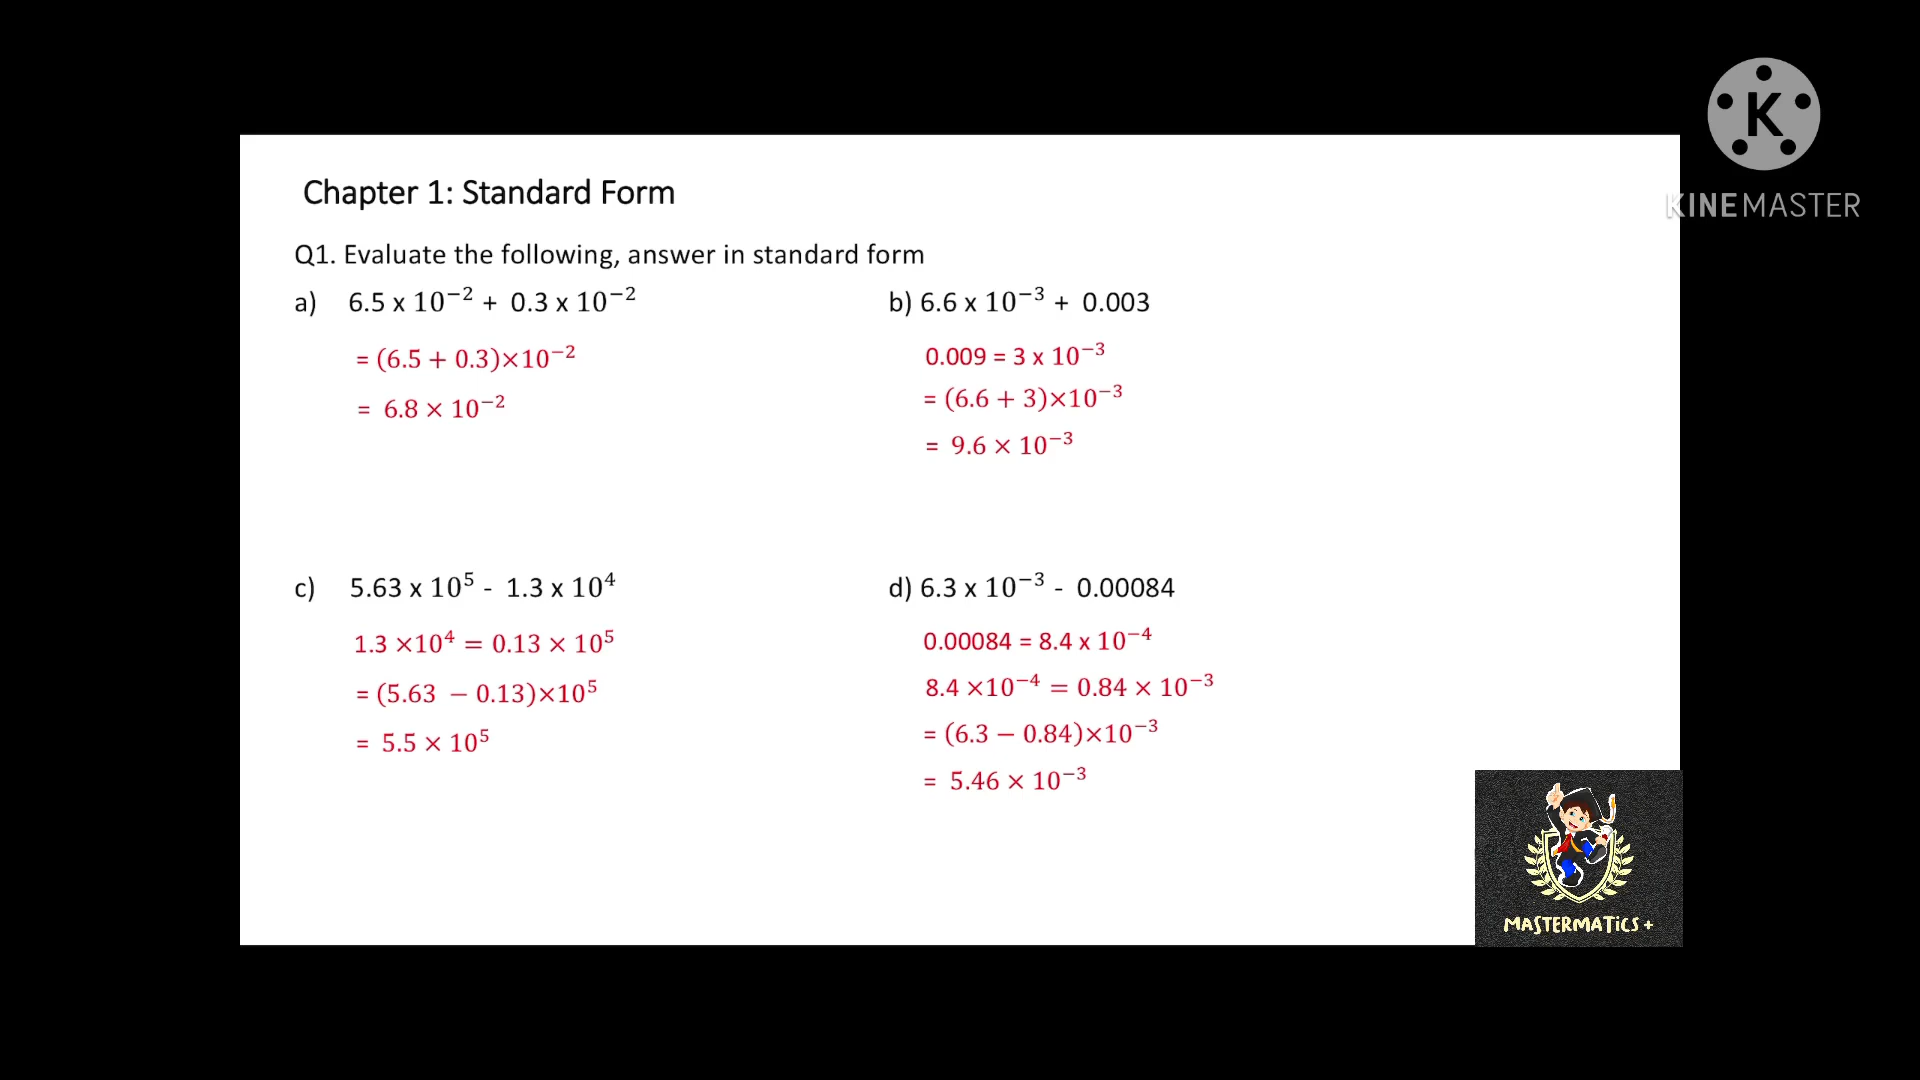 K
KINEMASTER
Chapter 1: Standard Form
Q1. Evaluate the following, answer in standard form
a) 6.5 x 10⁻² + 0.3 x 10⁻²
= (6.5 + 0.3)×10⁻²
= 6.8 × 10⁻²
b) 6.6 x 10⁻³ + 0.003
0.009 = 3 x 10⁻³
= (6.6 + 3)×10⁻³
= 9.6 × 10⁻³
c) 5.63 x 10⁵ - 1.3 x 10⁴
1.3 ×10⁴ = 0.13 × 10⁵
= (5.63 − 0.13)×10⁵
= 5.5 × 10⁵
d) 6.3 x 10⁻³ - 0.00084
0.00084 = 8.4 x 10⁻⁴
8.4 ×10⁻⁴ = 0.84 × 10⁻³
= (6.3 − 0.84)×10⁻³
= 5.46 × 10⁻³
MASTERMATiCS +